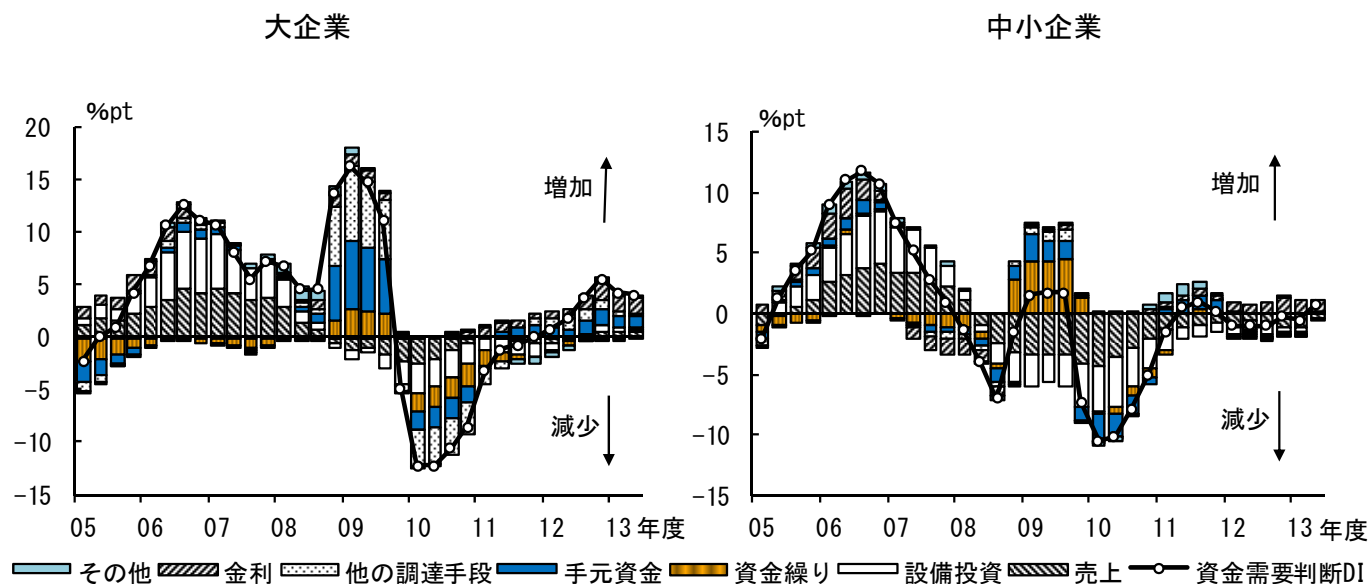 大企業
%pt
20
15
10
5
0
-5
-10
-15
増加
減少
05 06 07 08 09 10 11 12 13 年度
中小企業
%pt
15
10
5
0
-5
-10
-15
増加
減少
05 06 07 08 09 10 11 12 13 年度
その他 金利 他の調達手段 手元資金 資金繰り 設備投資 売上 資金需要判断DI